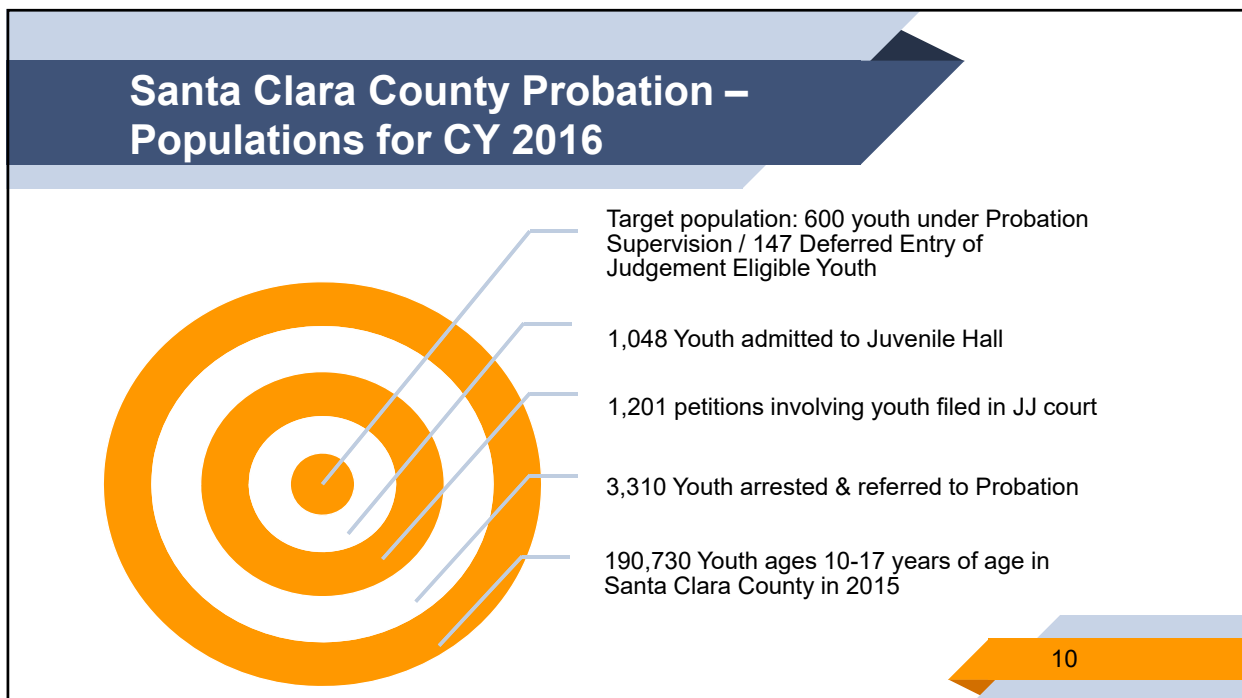 Santa Clara County Probation –
Populations for CY 2016
Target population: 600 youth under Probation
Supervision / 147 Deferred Entry of
Judgement Eligible Youth
1,048 Youth admitted to Juvenile Hall
1,201 petitions involving youth filed in JJ court
3,310 Youth arrested & referred to Probation
190,730 Youth ages 10-17 years of age in
Santa Clara County in 2015
10